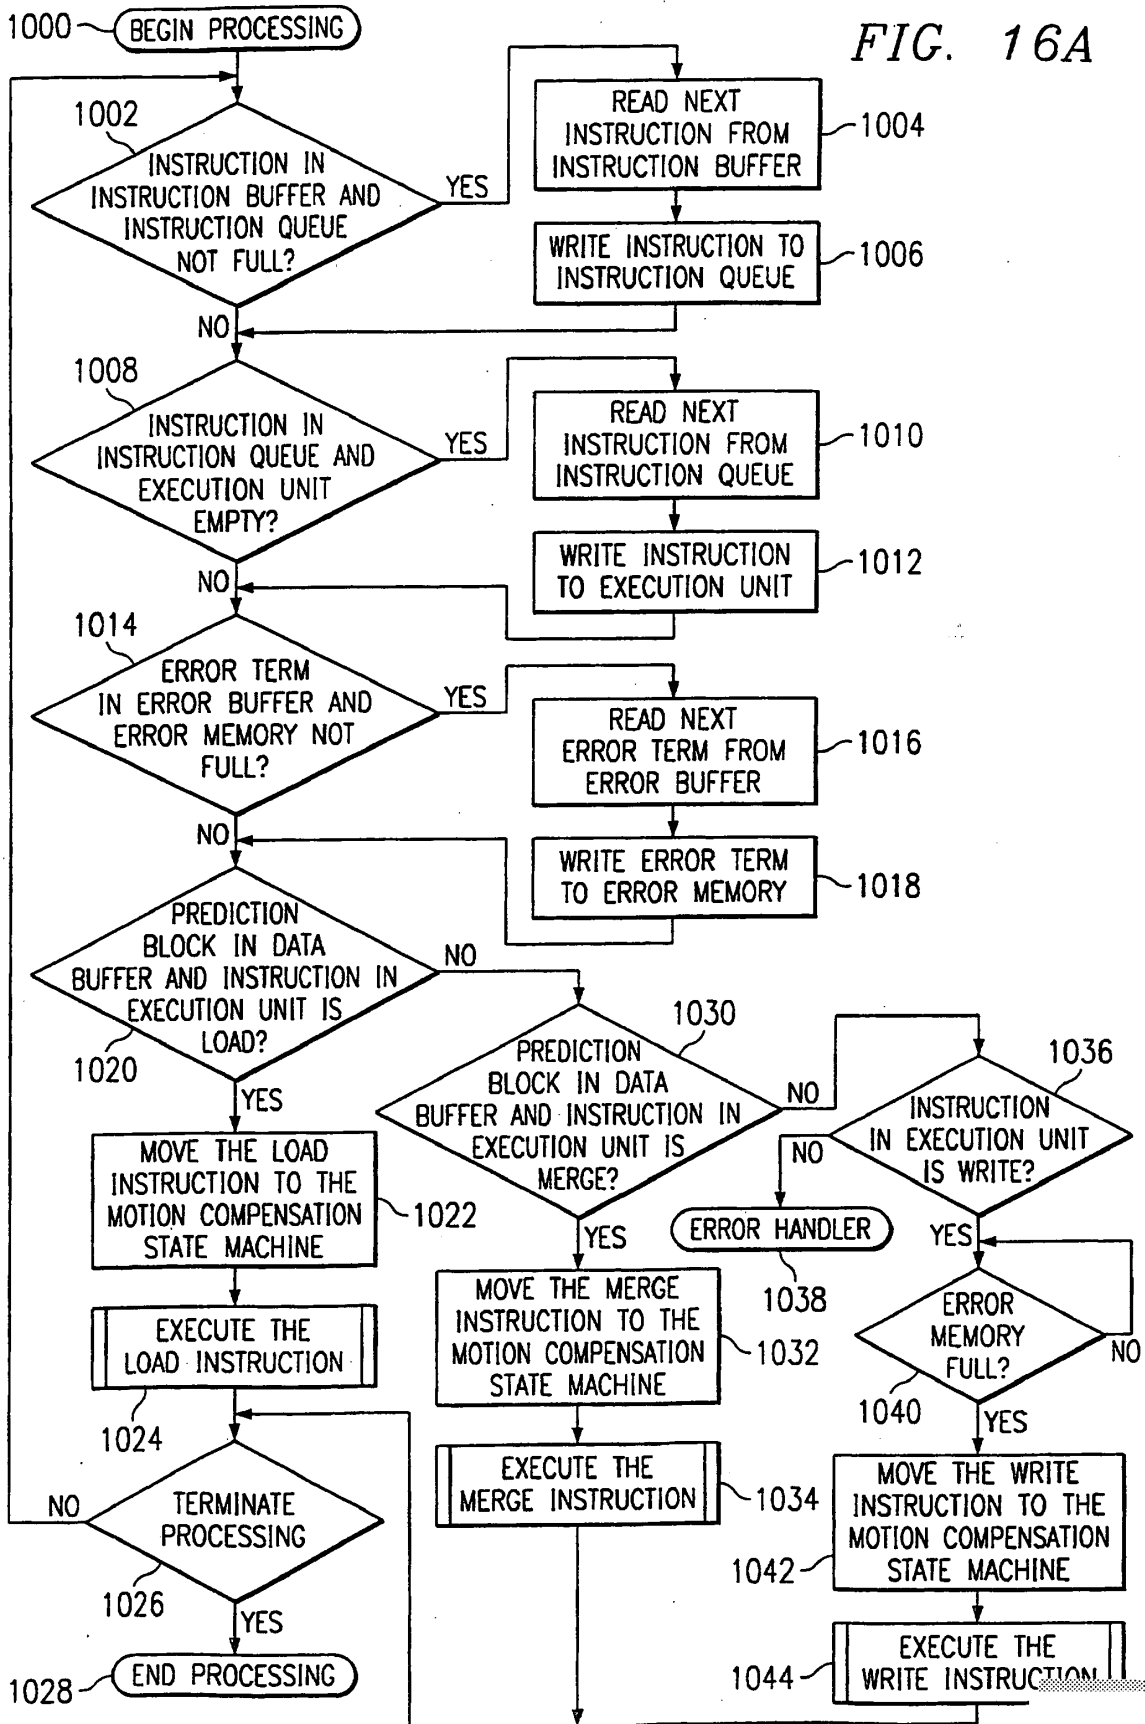 FIG. 16A
1000
BEGIN PROCESSING
1002
INSTRUCTION IN
INSTRUCTION BUFFER AND
INSTRUCTION QUEUE
NOT FULL?
YES
READ NEXT
INSTRUCTION FROM
INSTRUCTION BUFFER
1004
WRITE INSTRUCTION TO
INSTRUCTION QUEUE
1006
NO
1008
INSTRUCTION IN
INSTRUCTION QUEUE AND
EXECUTION UNIT
EMPTY?
YES
READ NEXT
INSTRUCTION FROM
INSTRUCTION QUEUE
1010
WRITE INSTRUCTION
TO EXECUTION UNIT
1012
NO
1014
ERROR TERM
IN ERROR BUFFER AND
ERROR MEMORY NOT
FULL?
YES
READ NEXT
ERROR TERM FROM
ERROR BUFFER
1016
WRITE ERROR TERM
TO ERROR MEMORY
1018
NO
PREDICTION
BLOCK IN DATA
BUFFER AND INSTRUCTION IN
EXECUTION UNIT IS
LOAD?
1020
NO
YES
MOVE THE LOAD
INSTRUCTION TO THE
MOTION COMPENSATION
STATE MACHINE
1022
EXECUTE THE
LOAD INSTRUCTION
1024
TERMINATE
PROCESSING
NO
1026
YES
END PROCESSING
1028
1030
PREDICTION
BLOCK IN DATA
BUFFER AND INSTRUCTION IN
EXECUTION UNIT IS
MERGE?
NO
YES
MOVE THE MERGE
INSTRUCTION TO THE
MOTION COMPENSATION
STATE MACHINE
1032
EXECUTE THE
MERGE INSTRUCTION
1034
1036
INSTRUCTION
IN EXECUTION UNIT
IS WRITE?
NO
ERROR HANDLER
1038
YES
ERROR
MEMORY
FULL?
NO
1040
YES
MOVE THE WRITE
INSTRUCTION TO THE
MOTION COMPENSATION
STATE MACHINE
1042
EXECUTE THE
WRITE INSTRUCTION
1044